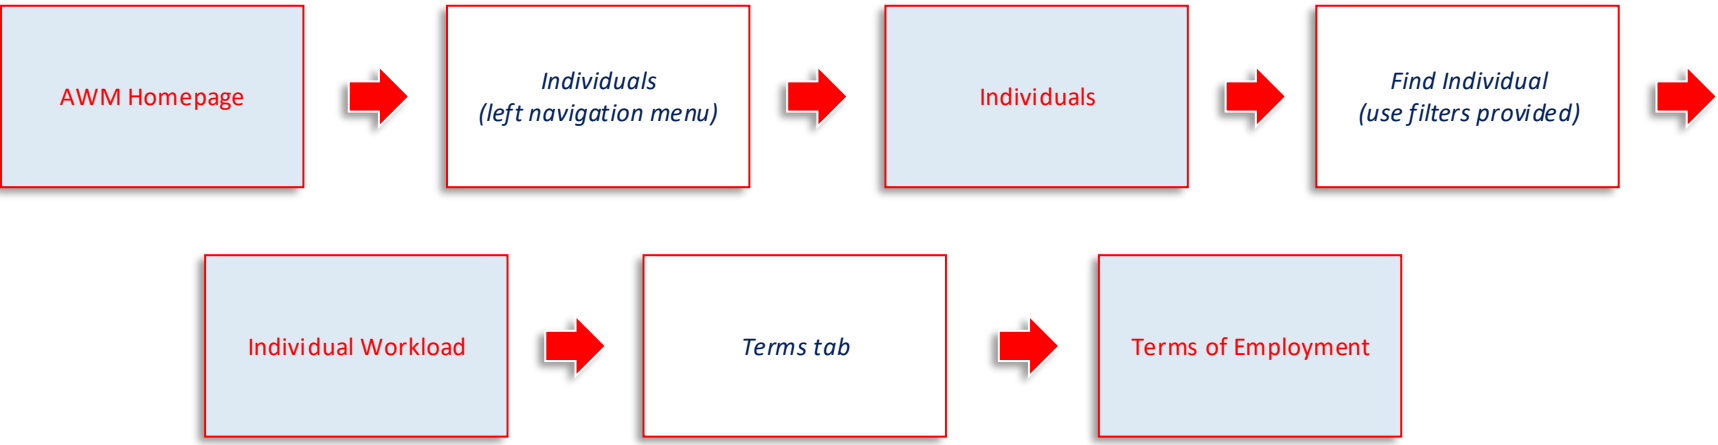 AWM Homepage
Individuals
(left navigation menu)
Individuals
Find Individual
(use filters provided)
Individual Workload
Terms tab
Terms of Employment